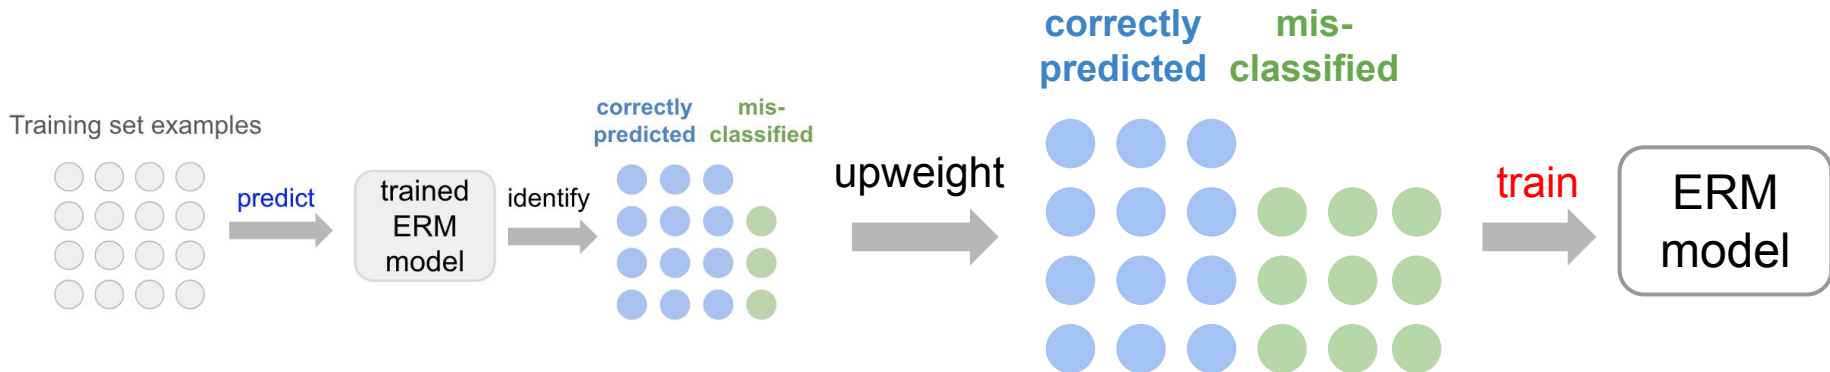 Training set examples
predict
trained
ERM
model
identify
correctly
predicted
mis-
classified
upweight
correctly
predicted
mis-
classified
train
ERM
model